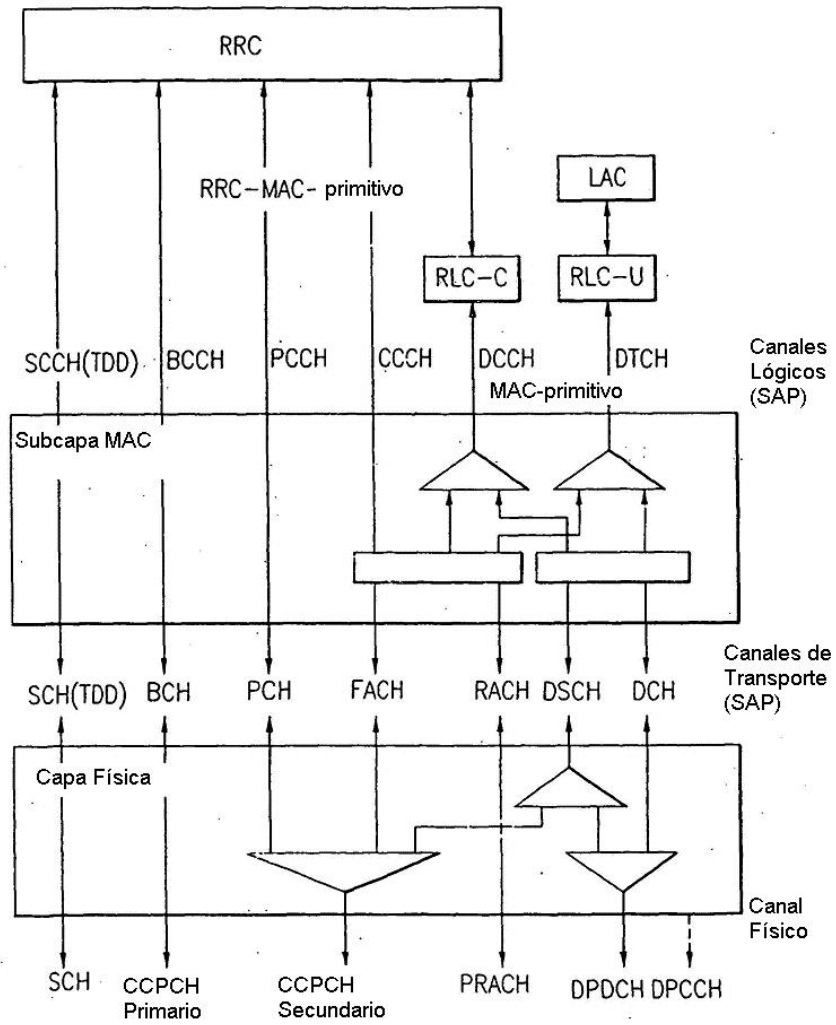 RRC
LAC
RRC-MAC- primitivo
RLC-C
RLC-U
SCCH(TDD)
BCCH
PCCH
CCCH
DCCH
DTCH
Canales
Lógicos
(SAP)
MAC-primitivo
Subcapa MAC
Canales de
Transporte
(SAP)
SCH(TDD)
BCH
PCH
FACH
RACH
DSCH
DCH
Capa Física
Canal
Físico
SCH
CCPCH
Primario
CCPCH
Secundario
PRACH
DPDCH
DPCCH